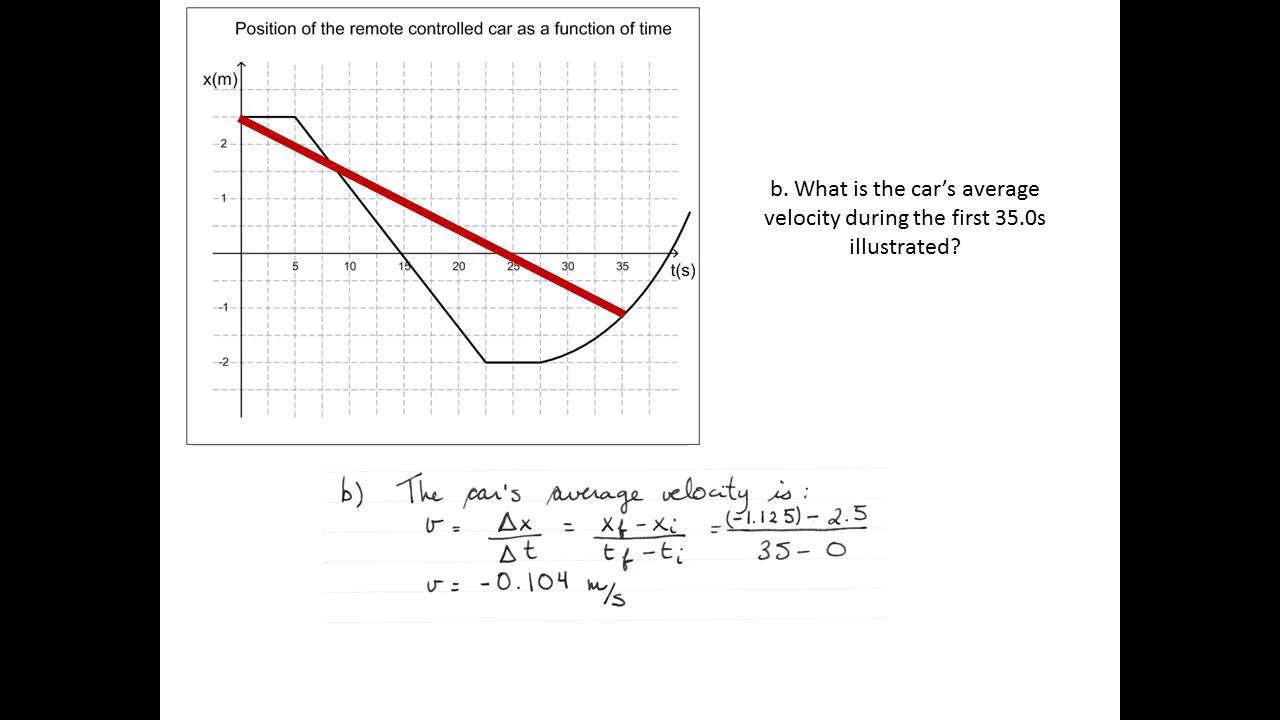 Position of the remote controlled car as a function of time
x(m)
2
1
5 10 15 20 25 30 35 t(s)
-1
-2
b. What is the car’s average
velocity during the first 35.0s
illustrated?
b) The car's average velocity is:
v = Δx/Δt = xf - xi/tf - ti = (-1.125) - 2.5/35 - 0
v = -0.104 m/s